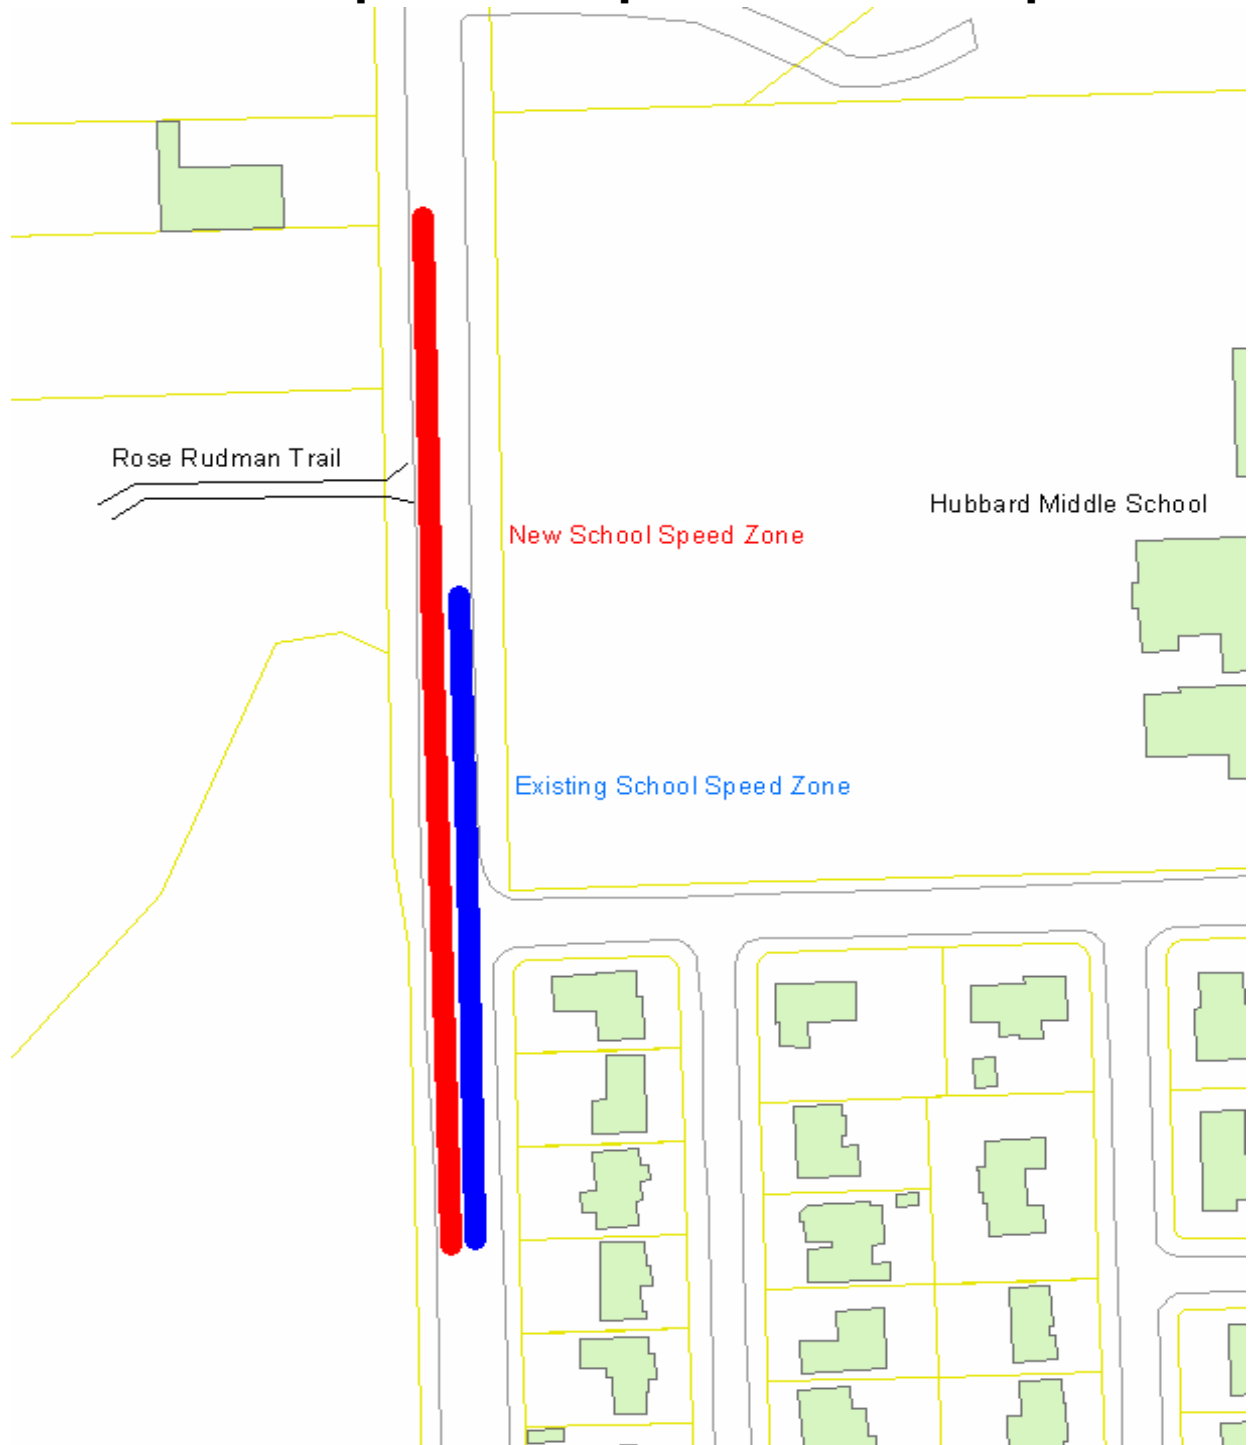 Rose Rudman Trail
Hubbard Middle School
New School Speed Zone
Existing School Speed Zone